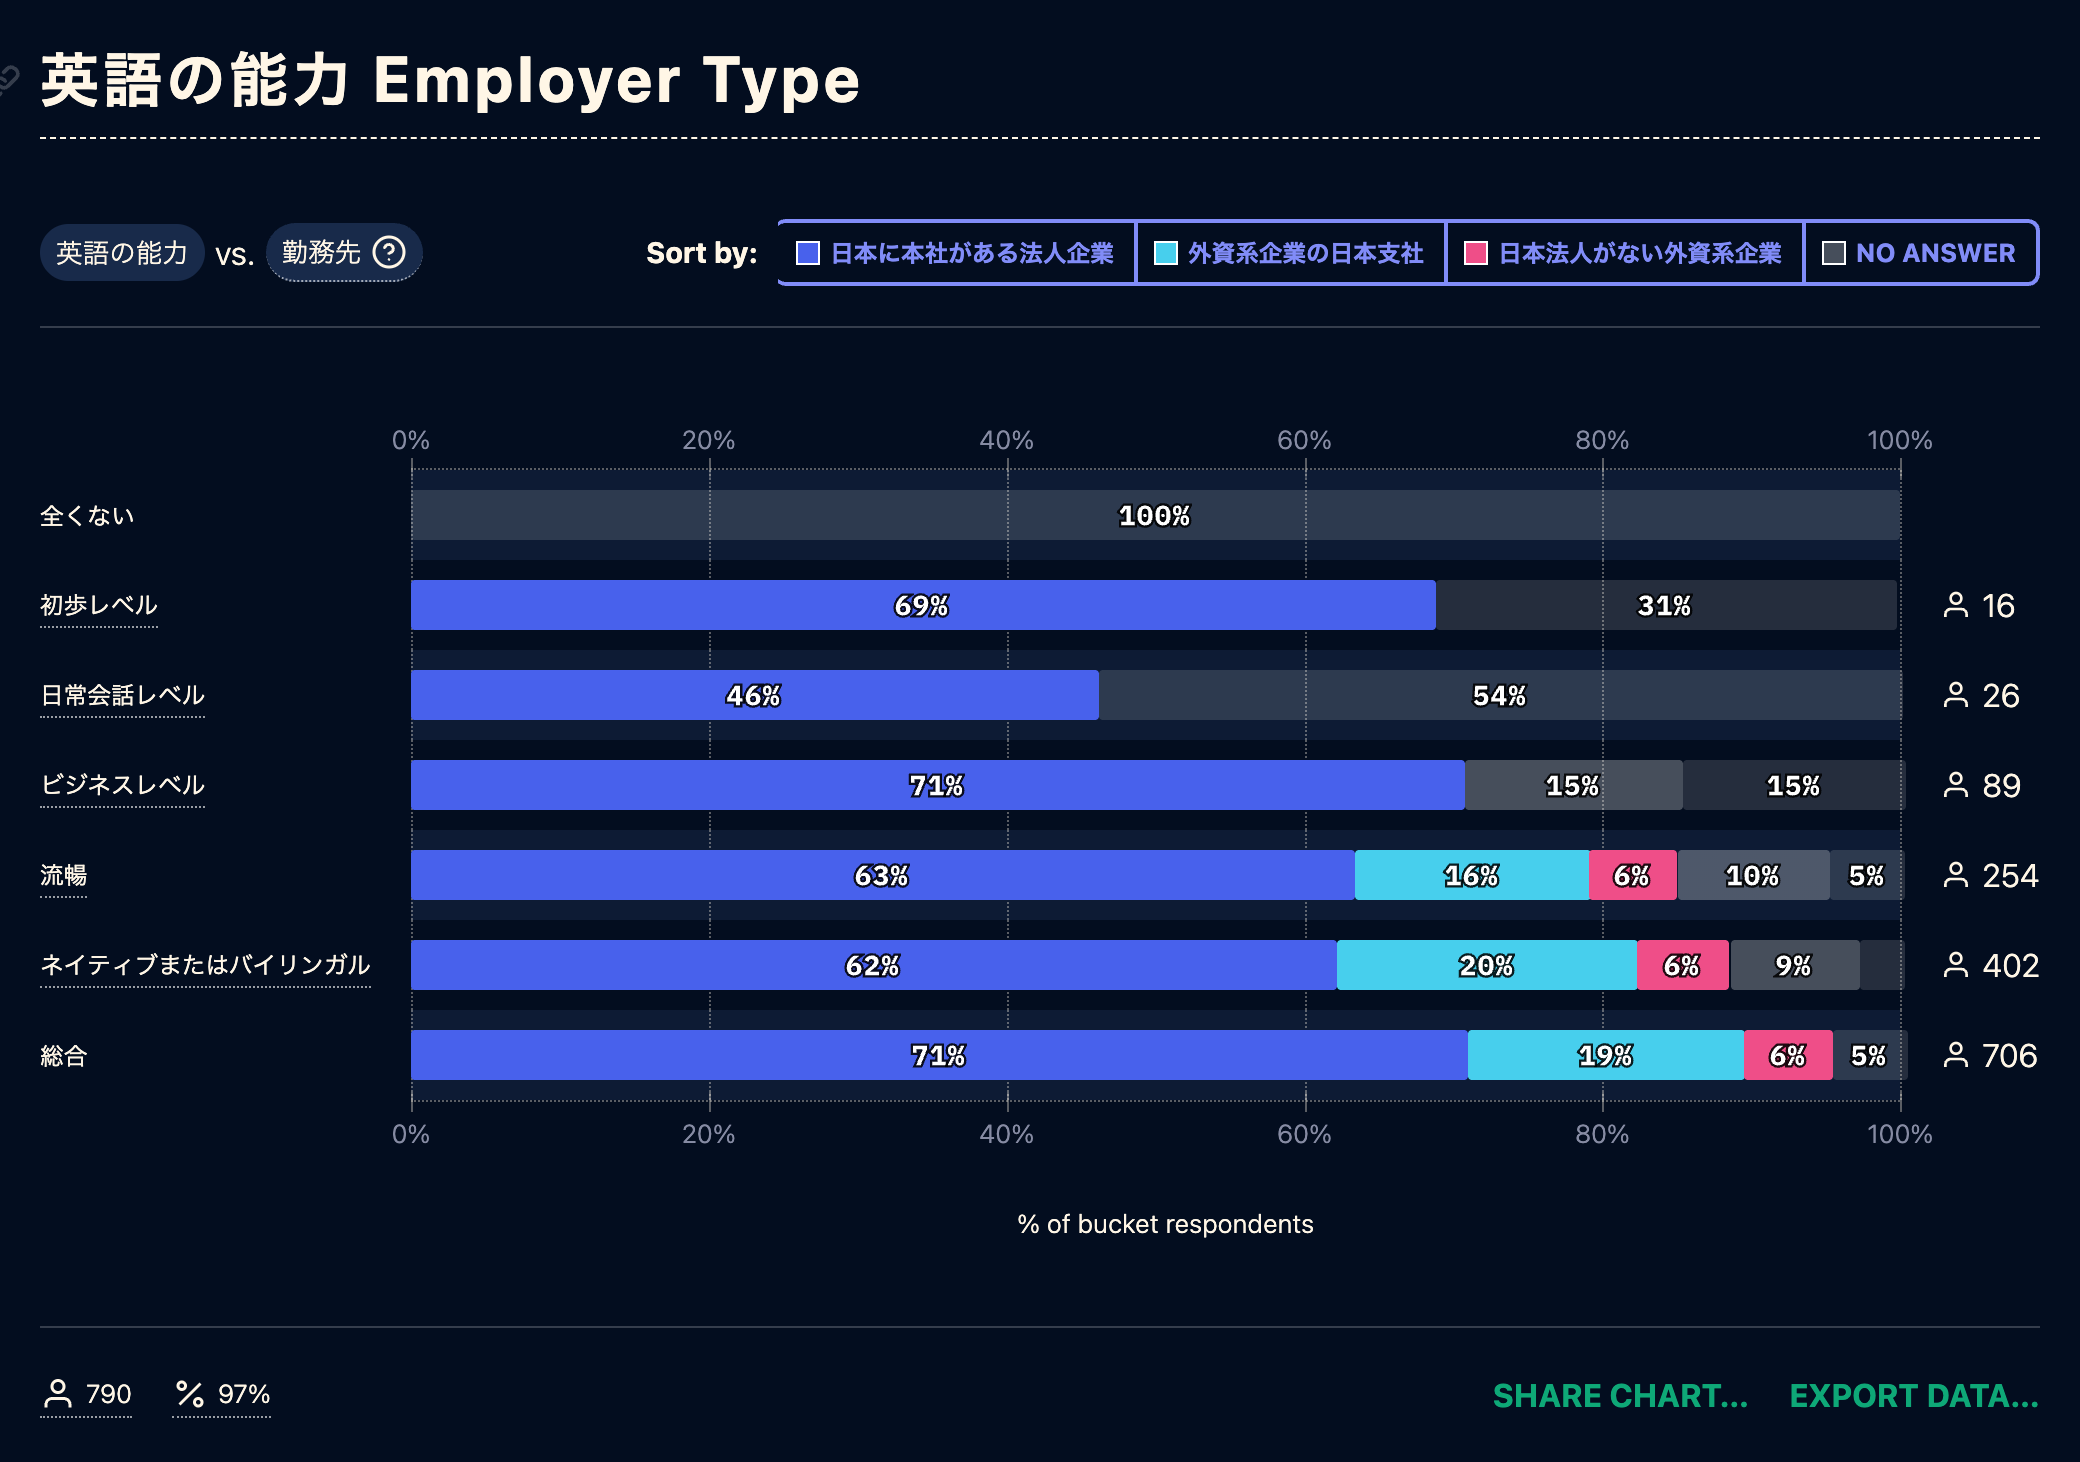 英語の能力 Employer Type
英語の能力 vs. 勤務先
Sort by: 日本に本社がある法人企業 外資系企業の日本支社 日本法人がない外資系企業 NO ANSWER
0% 20% 40% 60% 80% 100%
全くない 100%
初歩レベル 69% 31% 16
日常会話レベル 46% 54% 26
ビジネスレベル 71% 15% 15% 89
流暢 63% 16% 6% 10% 5% 254
ネイティブまたはバイリンガル 62% 20% 6% 9% 402
総合 71% 19% 6% 5% 706
0% 20% 40% 60% 80% 100%
% of bucket respondents
790 97%
SHARE CHART... EXPORT DATA...